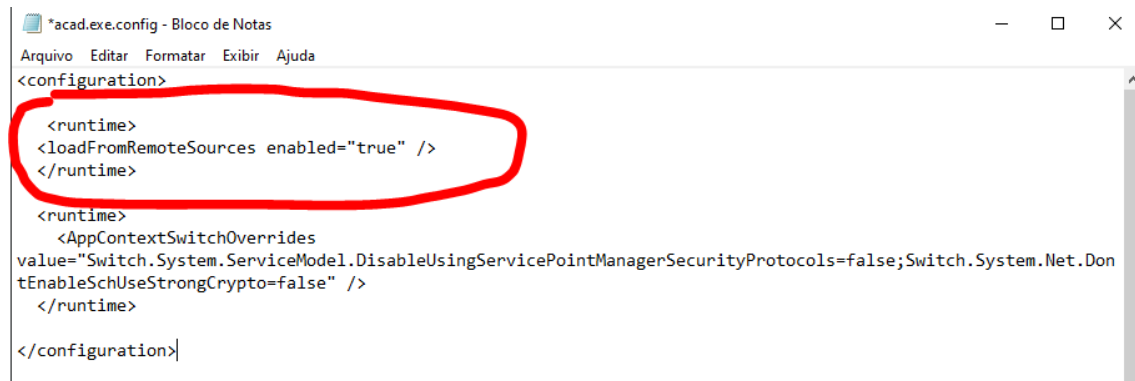 *acad.exe.config - Bloco de Notas
Arquivo Editar Formatar Exibir Ajuda
<configuration>
<runtime>
<loadFromRemoteSources enabled="true" />
</runtime>
<runtime>
<AppContextSwitchOverrides
value="Switch.System.ServiceModel.DisableUsingServicePointManagerSecurityProtocols=false;Switch.System.Net.Don
tEnableSchUseStrongCrypto=false" />
</runtime>
</configuration>